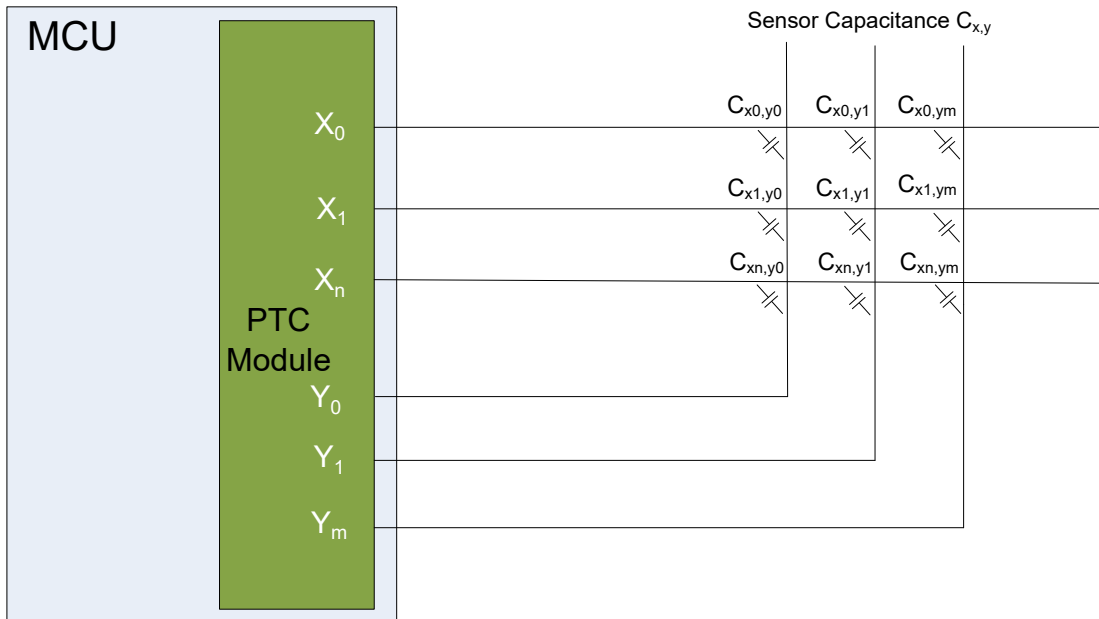 MCU
Sensor Capacitance Cx,y
Cx0,y0 Cx0,y1 Cx0,ym
X0
Cx1,y0 Cx1,y1 Cx1,ym
X1
Cxn,y0 Cxn,y1 Cxn,ym
Xn
PTC
Module
Y0
Y1
Ym